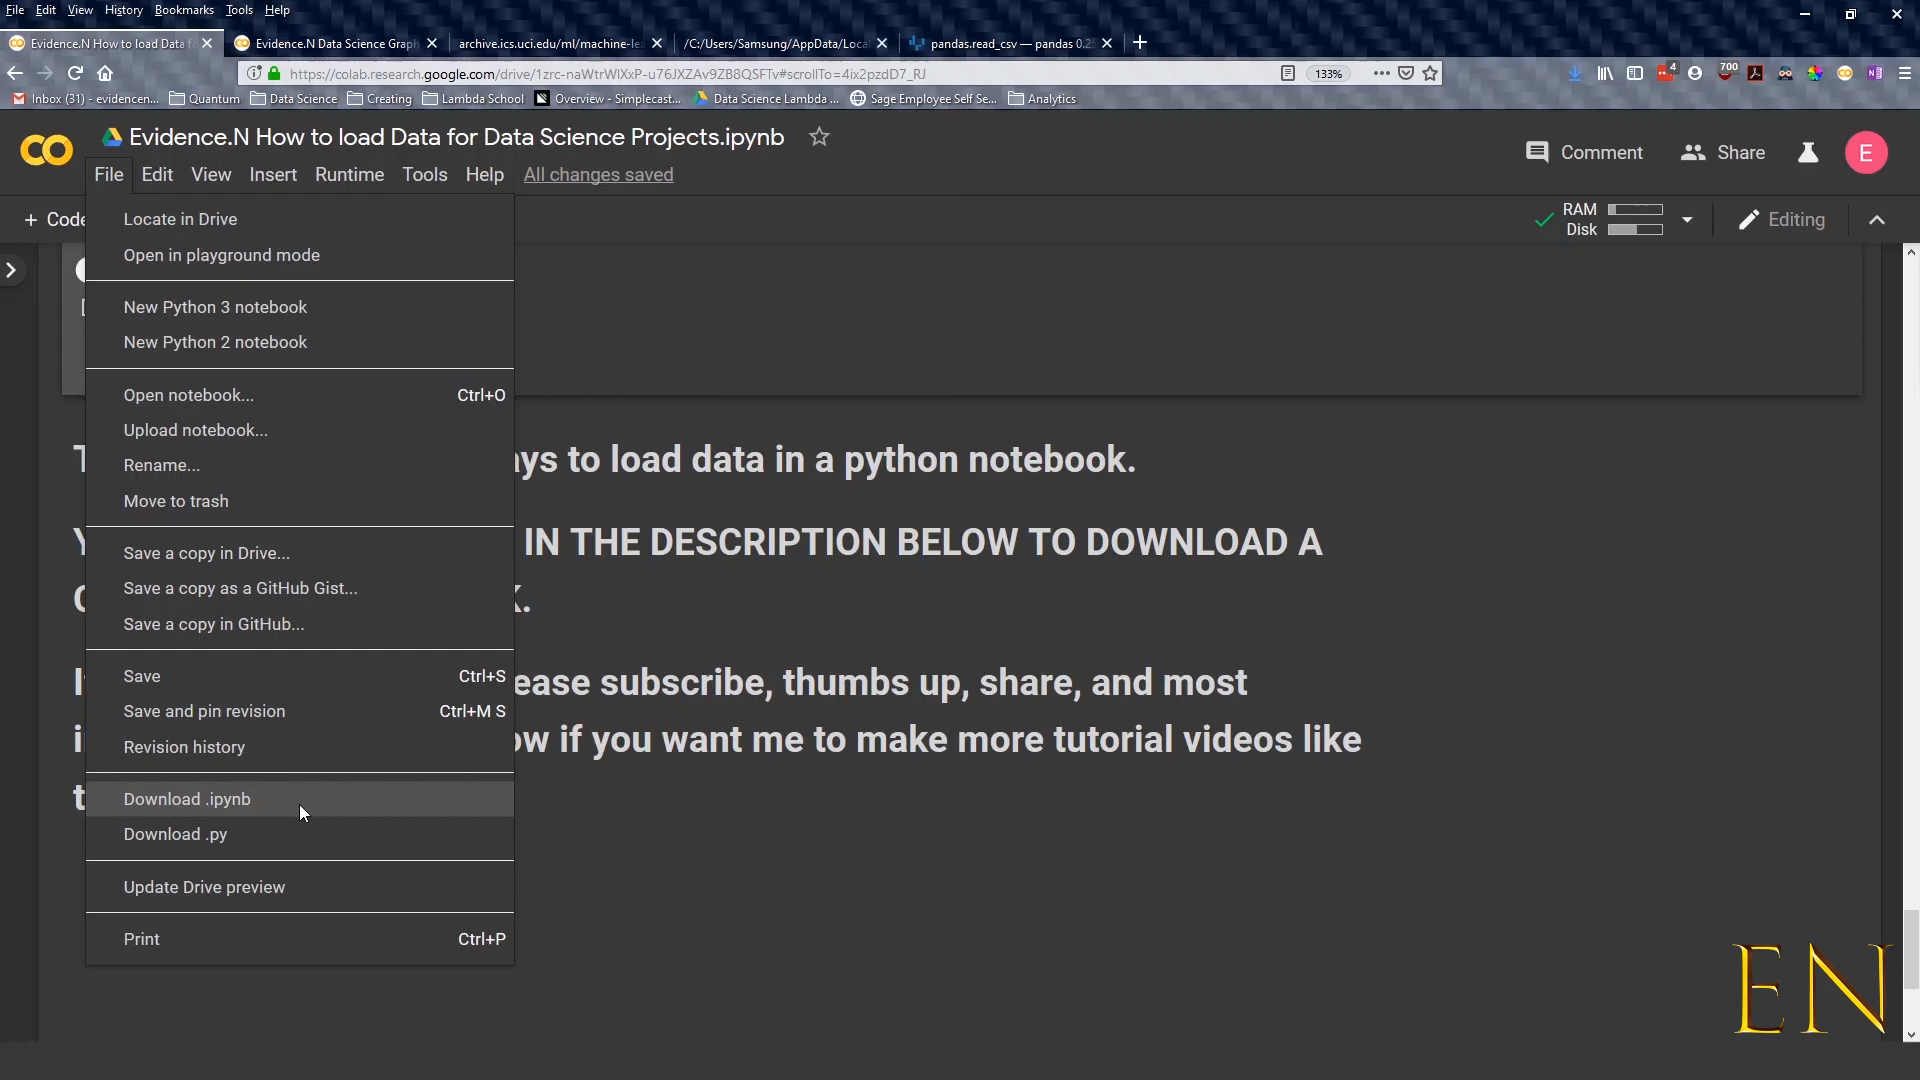 File Edit View History Bookmarks Tools Help
Evidence.N How to load Data f
Evidence.N Data Science Graph
archive.ics.uci.edu/ml/machine-le
/C:/Users/Samsung/AppData/Loca
pandas.read_csv — pandas 0.2
https://colab.research.google.com/drive/1zrc-naWtrWlXxP-u76JXZAv9ZB8QSFTv#scrollTo=4ix2pzdD7_RJ
133%
4
700
Inbox (31) - evidencen... Quantum Data Science Creating Lambda School Overview - Simplecast... Data Science Lambda ... Sage Employee Self Se... Analytics
Evidence.N How to load Data for Data Science Projects.ipynb
Comment Share E
File Edit View Insert Runtime Tools Help All changes saved
+ Code
RAM
Disk
Editing
Locate in Drive
Open in playground mode
New Python 3 notebook
New Python 2 notebook
Open notebook... Ctrl+O
Upload notebook...
Rename...
Move to trash
Save a copy in Drive...
Save a copy as a GitHub Gist...
Save a copy in GitHub...
Save Ctrl+S
Save and pin revision Ctrl+M S
Revision history
Download .ipynb
Download .py
Update Drive preview
Print Ctrl+P
ays to load data in a python notebook.
IN THE DESCRIPTION BELOW TO DOWNLOAD A
ease subscribe, thumbs up, share, and most
ow if you want me to make more tutorial videos like
EN